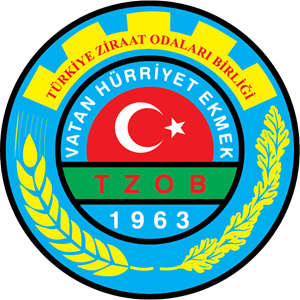 TÜRKİYE ZİRAAT ODALARI BİRLİĞİ
VATAN HÜRRİYET EKMEK
TZOB
1963